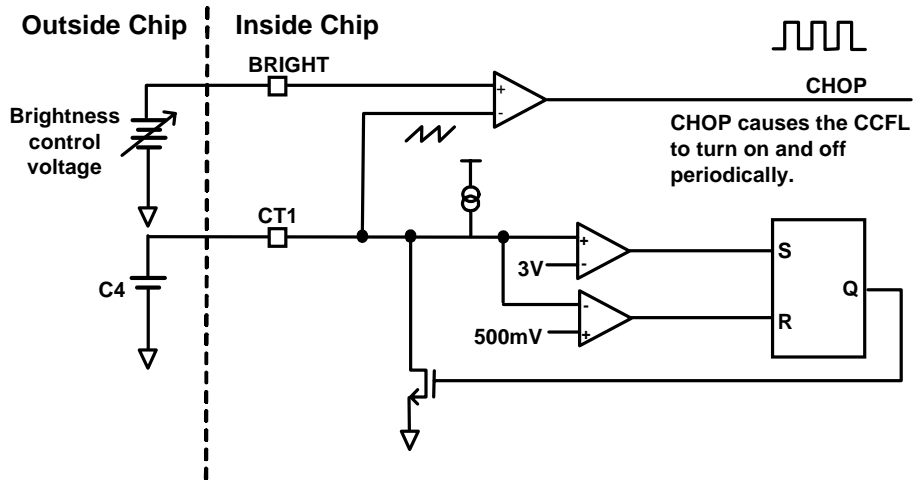 Outside Chip
Inside Chip
BRIGHT
+
-
CHOP
Brightness
control
voltage
CHOP causes the CCFL
to turn on and off
periodically.
CT1
C4
+
-
3V
S
Q
-
+
500mV
R